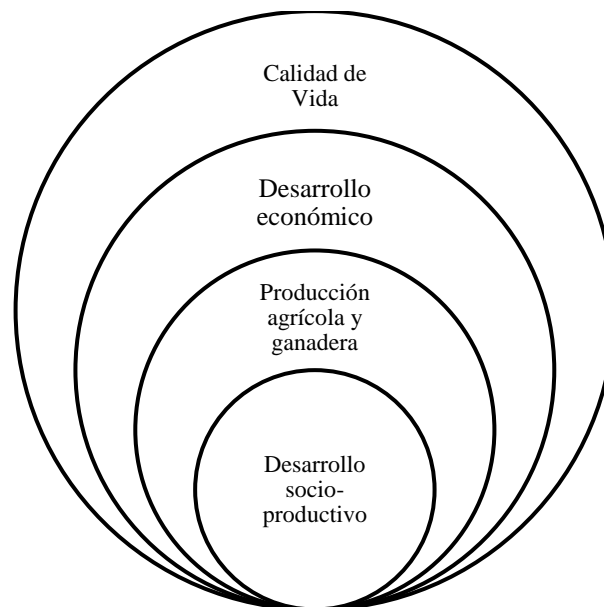 Calidad de
Vida
Desarrollo
económico
Producción
agrícola y
ganadera
Desarrollo
socio-
productivo